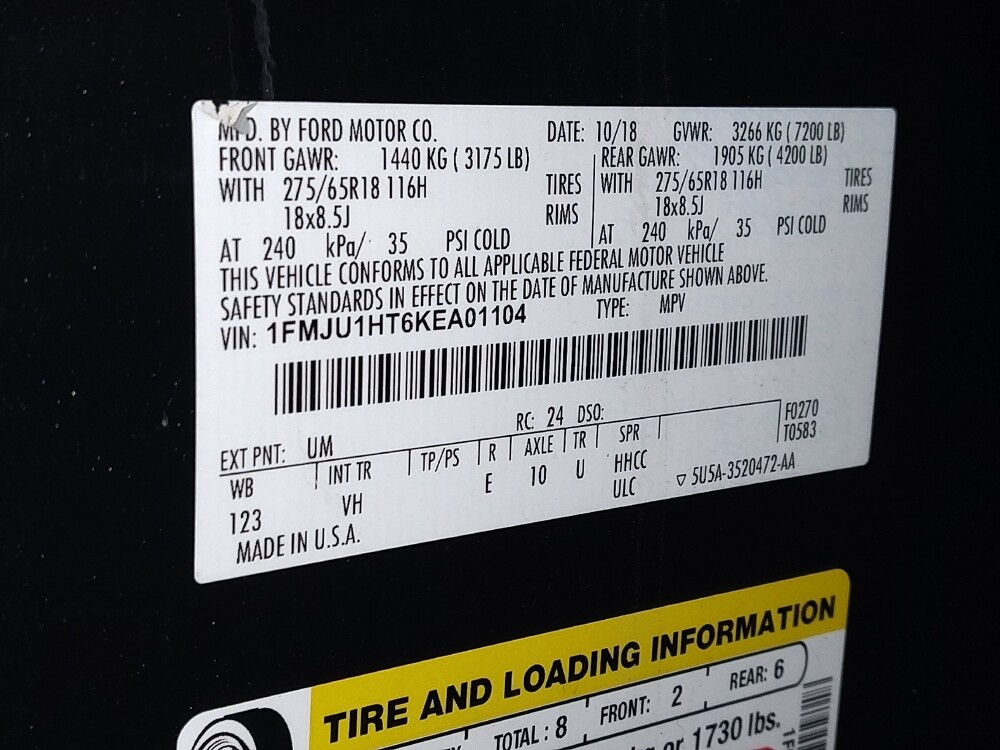 MFD. BY FORD MOTOR CO. DATE: 10/18 GVWR: 3266 KG ( 7200 LB)
FRONT GAWR: 1440 KG ( 3175 LB) REAR GAWR: 1905 KG ( 4200 LB)
WITH 275/65R18 116H TIRES WITH 275/65R18 116H TIRES
18x8.5J RIMS 18x8.5J RIMS
AT 240 kPa/ 35 PSI COLD AT 240 kPa/ 35 PSI COLD
THIS VEHICLE CONFORMS TO ALL APPLICABLE FEDERAL MOTOR VEHICLE
SAFETY STANDARDS IN EFFECT ON THE DATE OF MANUFACTURE SHOWN ABOVE.
VIN: 1FMJU1HT6KEA01104 TYPE: MPV
RC: 24 DSO: F0270
EXT PNT: UM T0583
WB INT TR TP/PS R AXLE TR SPR
123 VH E 10 U HHCC
ULC ▽ 5U5A-3520472-AA
MADE IN U.S.A.
TIRE AND LOADING INFORMATION
TOTAL : 8 FRONT: 2 REAR: 6
or 1730 lbs.